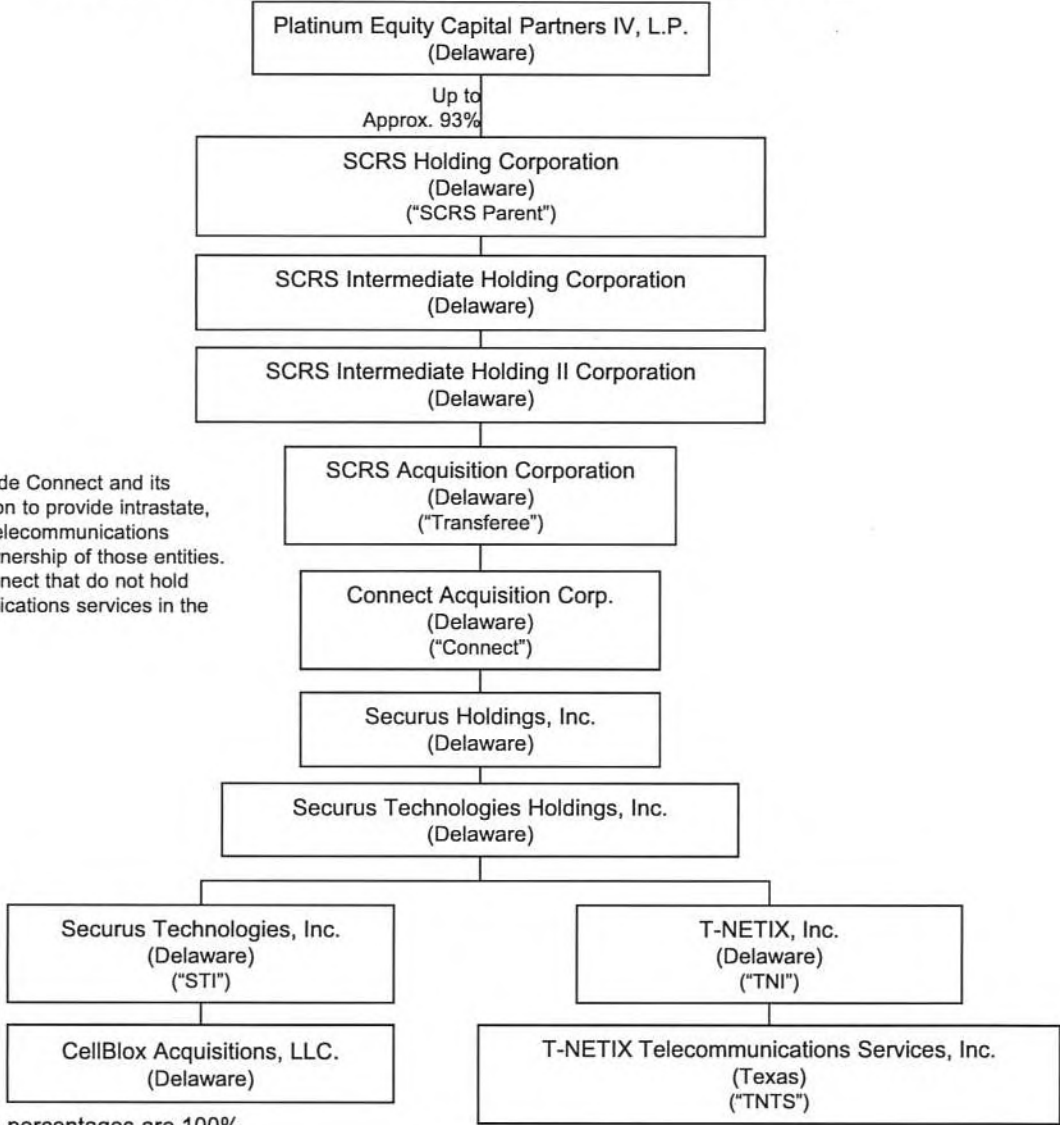 Platinum Equity Capital Partners IV, L.P.
(Delaware)
Up to
Approx. 93%
SCRS Holding Corporation
(Delaware)
("SCRS Parent")
SCRS Intermediate Holding Corporation
(Delaware)
SCRS Intermediate Holding II Corporation
(Delaware)
de Connect and its
on to provide intrastate,
elecommunications
nership of those entities.
nect that do not hold
ications services in the
SCRS Acquisition Corporation
(Delaware)
("Transferee")
Connect Acquisition Corp.
(Delaware)
("Connect")
Securus Holdings, Inc.
(Delaware)
Securus Technologies Holdings, Inc.
(Delaware)
Securus Technologies, Inc.
(Delaware)
("STI")
T-NETIX, Inc.
(Delaware)
("TNI")
CellBlox Acquisitions, LLC.
(Delaware)
T-NETIX Telecommunications Services, Inc.
(Texas)
("TNTS")
percentages are 100%